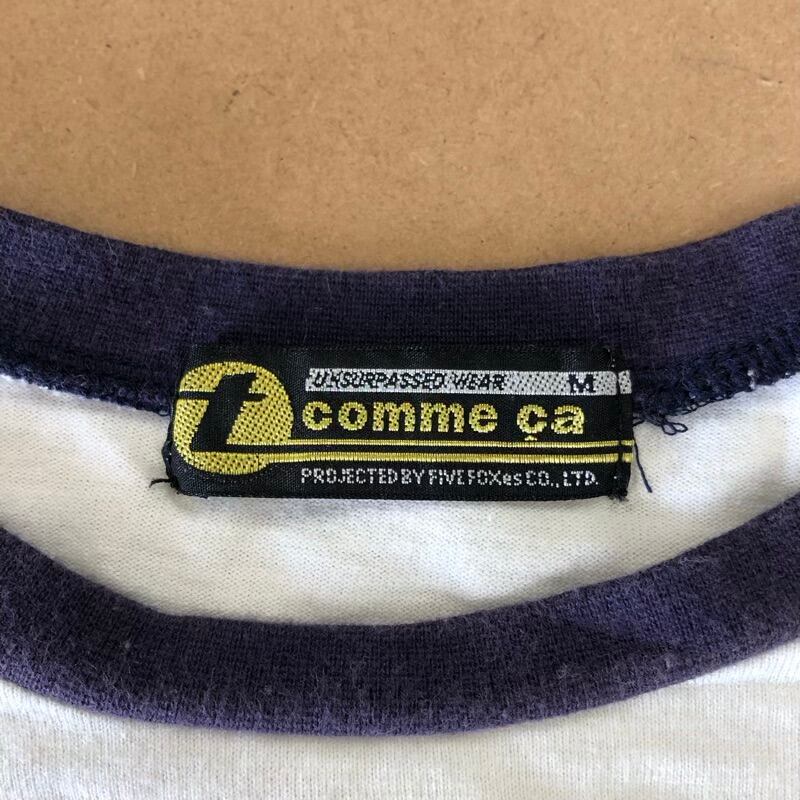 UNSURPASSED WEAR M
t comme ça
PROJECTED BY FIVE FOXes CO., LTD.